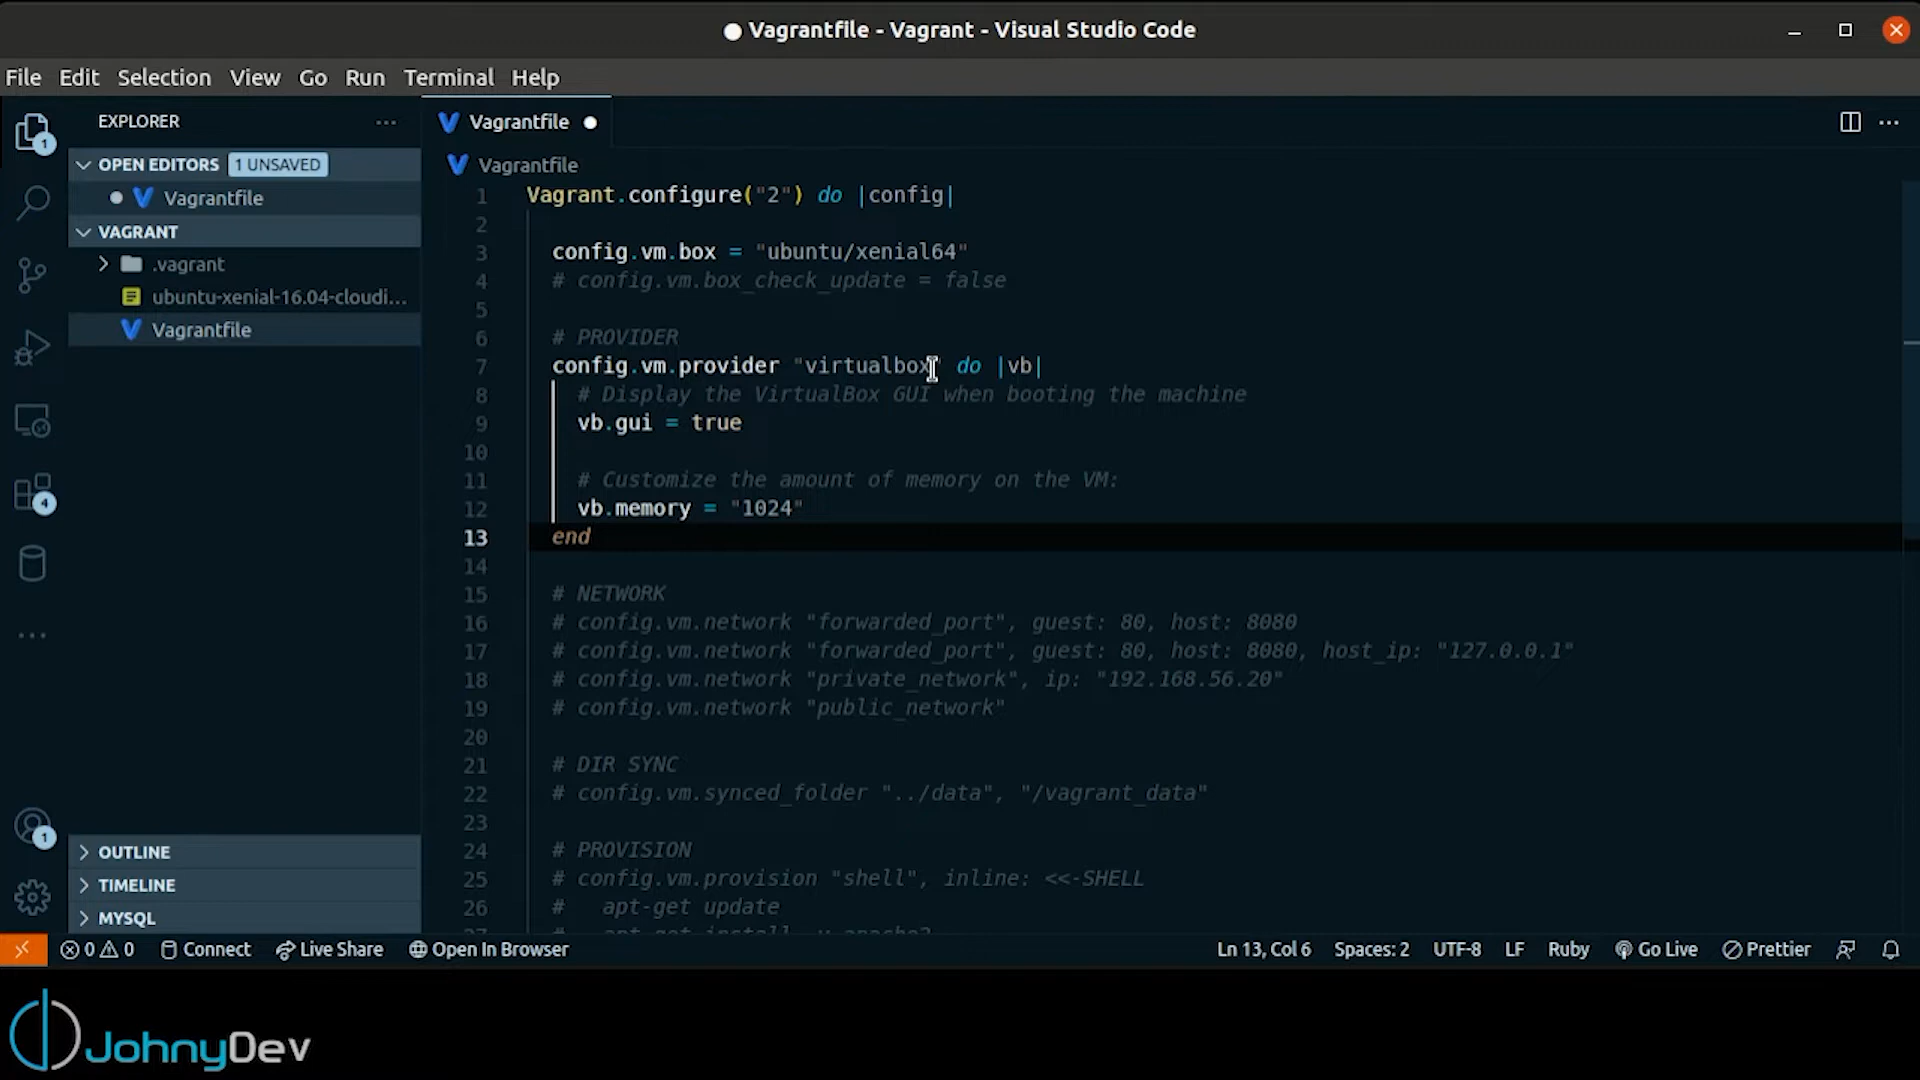 Vagrantfile - Vagrant - Visual Studio Code
File Edit Selection View Go Run Terminal Help
EXPLORER
OPEN EDITORS 1 UNSAVED
Vagrantfile
VAGRANT
.vagrant
ubuntu-xenial-16.04-cloudi...
Vagrantfile
OUTLINE
TIMELINE
MYSQL
1
4
1
Vagrantfile
Vagrantfile
1 Vagrant.configure("2") do |config|
2
3 config.vm.box = "ubuntu/xenial64"
4 # config.vm.box_check_update = false
5
6 # PROVIDER
7 config.vm.provider "virtualbox" do |vb|
8 # Display the VirtualBox GUI when booting the machine
9 vb.gui = true
10
11 # Customize the amount of memory on the VM:
12 vb.memory = "1024"
13 end
14
15 # NETWORK
16 # config.vm.network "forwarded_port", guest: 80, host: 8080
17 # config.vm.network "forwarded_port", guest: 80, host: 8080, host_ip: "127.0.0.1"
18 # config.vm.network "private_network", ip: "192.168.56.20"
19 # config.vm.network "public_network"
20
21 # DIR SYNC
22 # config.vm.synced_folder "../data", "/vagrant_data"
23
24 # PROVISION
25 # config.vm.provision "shell", inline: <<-SHELL
26 # apt-get update
27 # apt-get install -y apache2
0 0 Connect Live Share Open In Browser Ln 13, Col 6 Spaces: 2 UTF-8 LF Ruby Go Live Prettier
JohnyDev